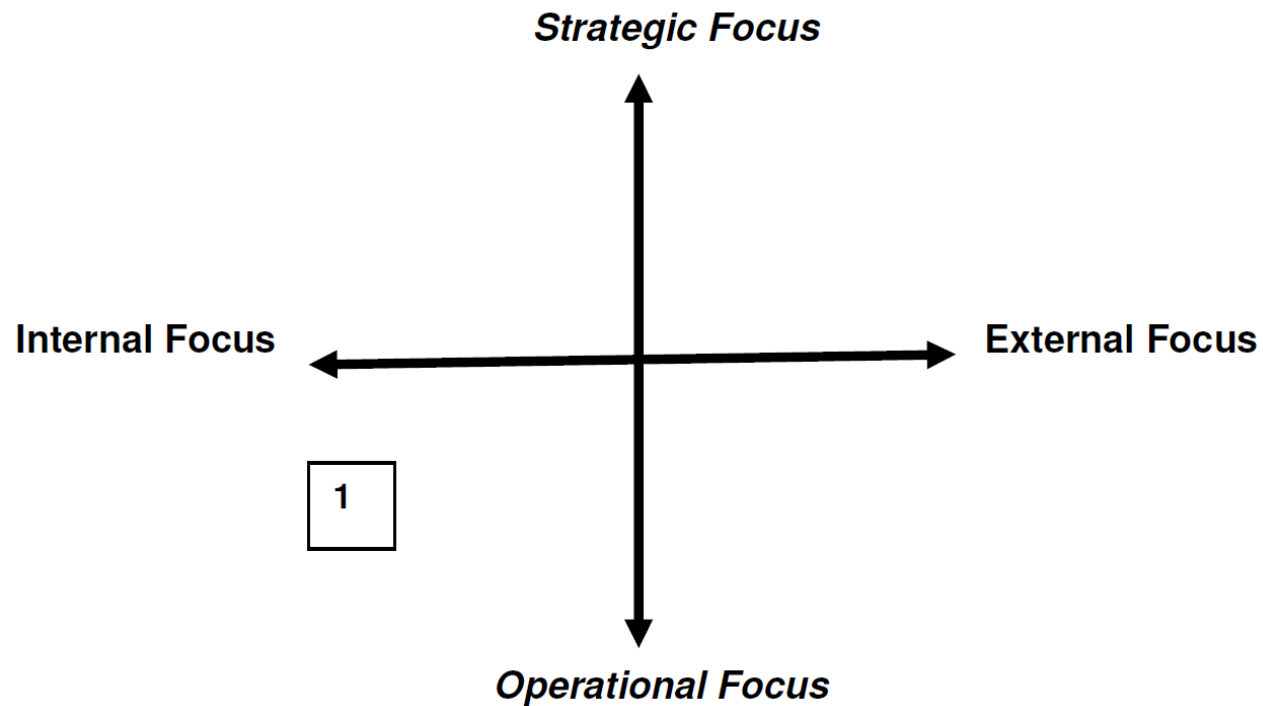 Strategic Focus
Internal Focus
External Focus
1
Operational Focus